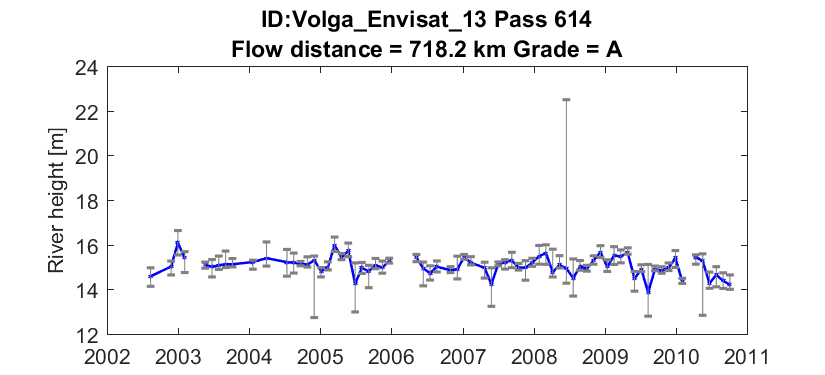 ID:Volga_Envisat_13 Pass 614
Flow distance = 718.2 km Grade = A
River height [m]
24
22
20
18
16
14
12
2002 2003 2004 2005 2006 2007 2008 2009 2010 2011